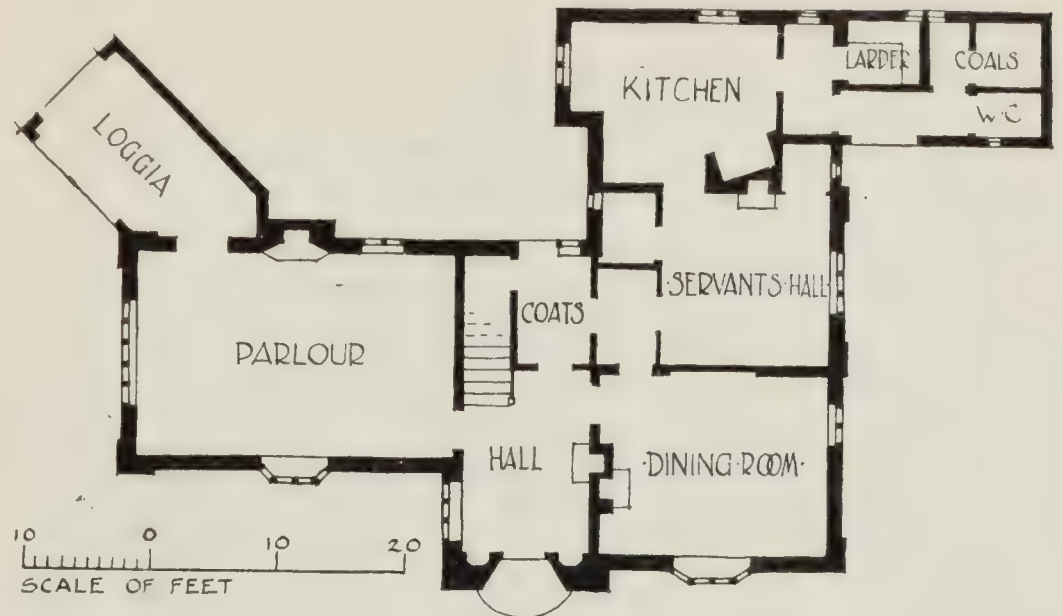 LOGGIA
KITCHEN
LARDER
COALS
W·C
·SERVANTS·HALL·
COATS
PARLOUR
HALL
·DINING·ROOM·
10 0 10 20
SCALE OF FEET